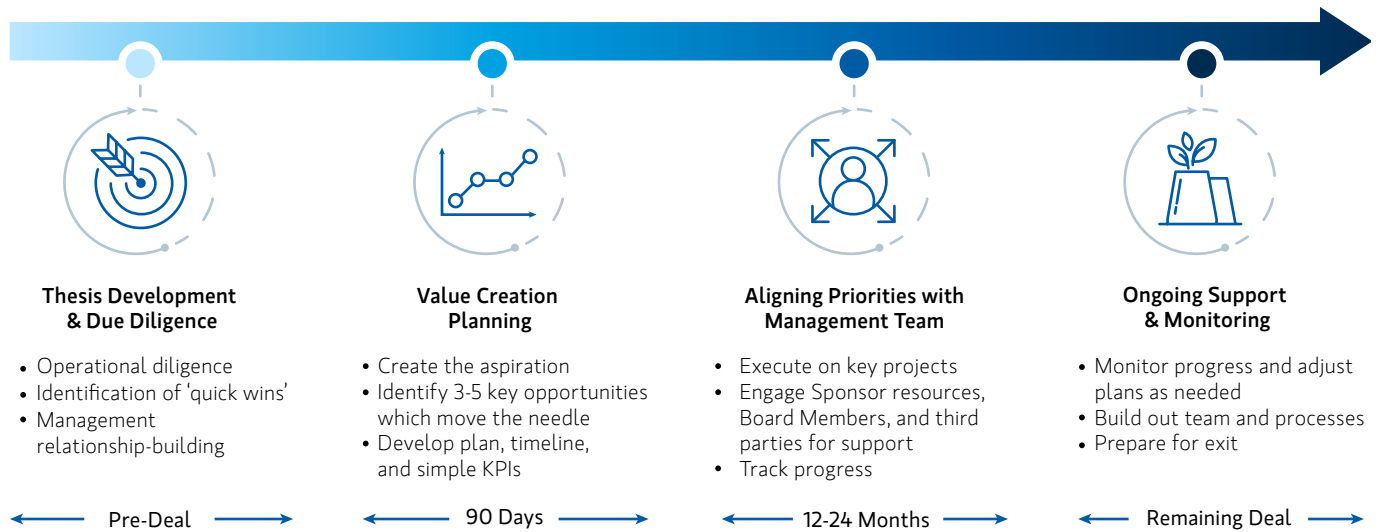 Thesis Development
& Due Diligence
• Operational diligence
• Identification of ‘quick wins’
• Management
relationship-building
Pre-Deal
Value Creation
Planning
• Create the aspiration
• Identify 3-5 key opportunities
which move the needle
• Develop plan, timeline,
and simple KPIs
90 Days
Aligning Priorities with
Management Team
• Execute on key projects
• Engage Sponsor resources,
Board Members, and third
parties for support
• Track progress
12-24 Months
Ongoing Support
& Monitoring
• Monitor progress and adjust
plans as needed
• Build out team and processes
• Prepare for exit
Remaining Deal